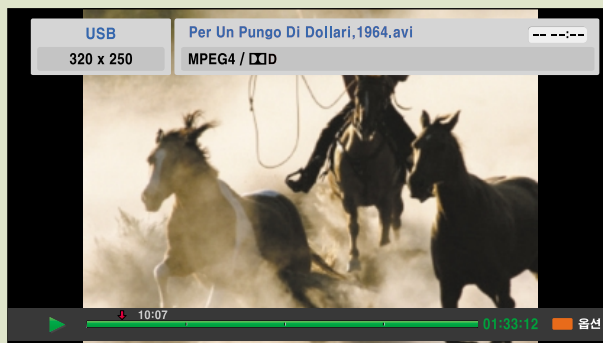 USB
320 x 250
Per Un Pungo Di Dollari,1964.avi
-- --:--
MPEG4 / DD D
10:07
01:33:12
옵션